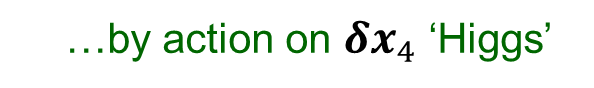 …by action on 𝜹𝒙₄ ‘Higgs’